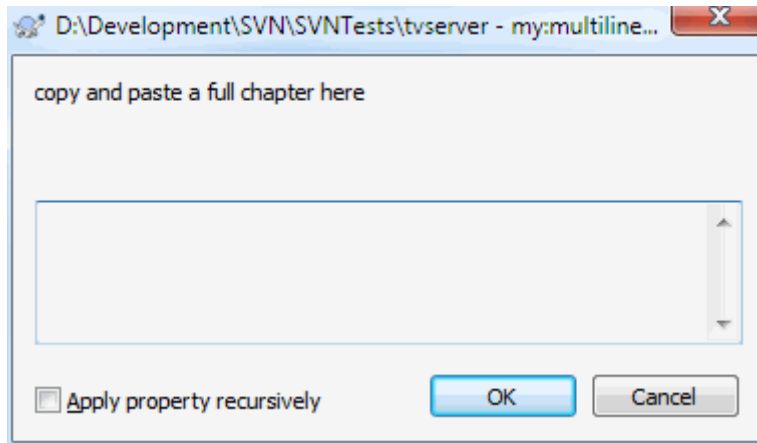 D:\Development\SVN\SVNTests\tvserver - my:multiline...
copy and paste a full chapter here
Apply property recursively
OK
Cancel